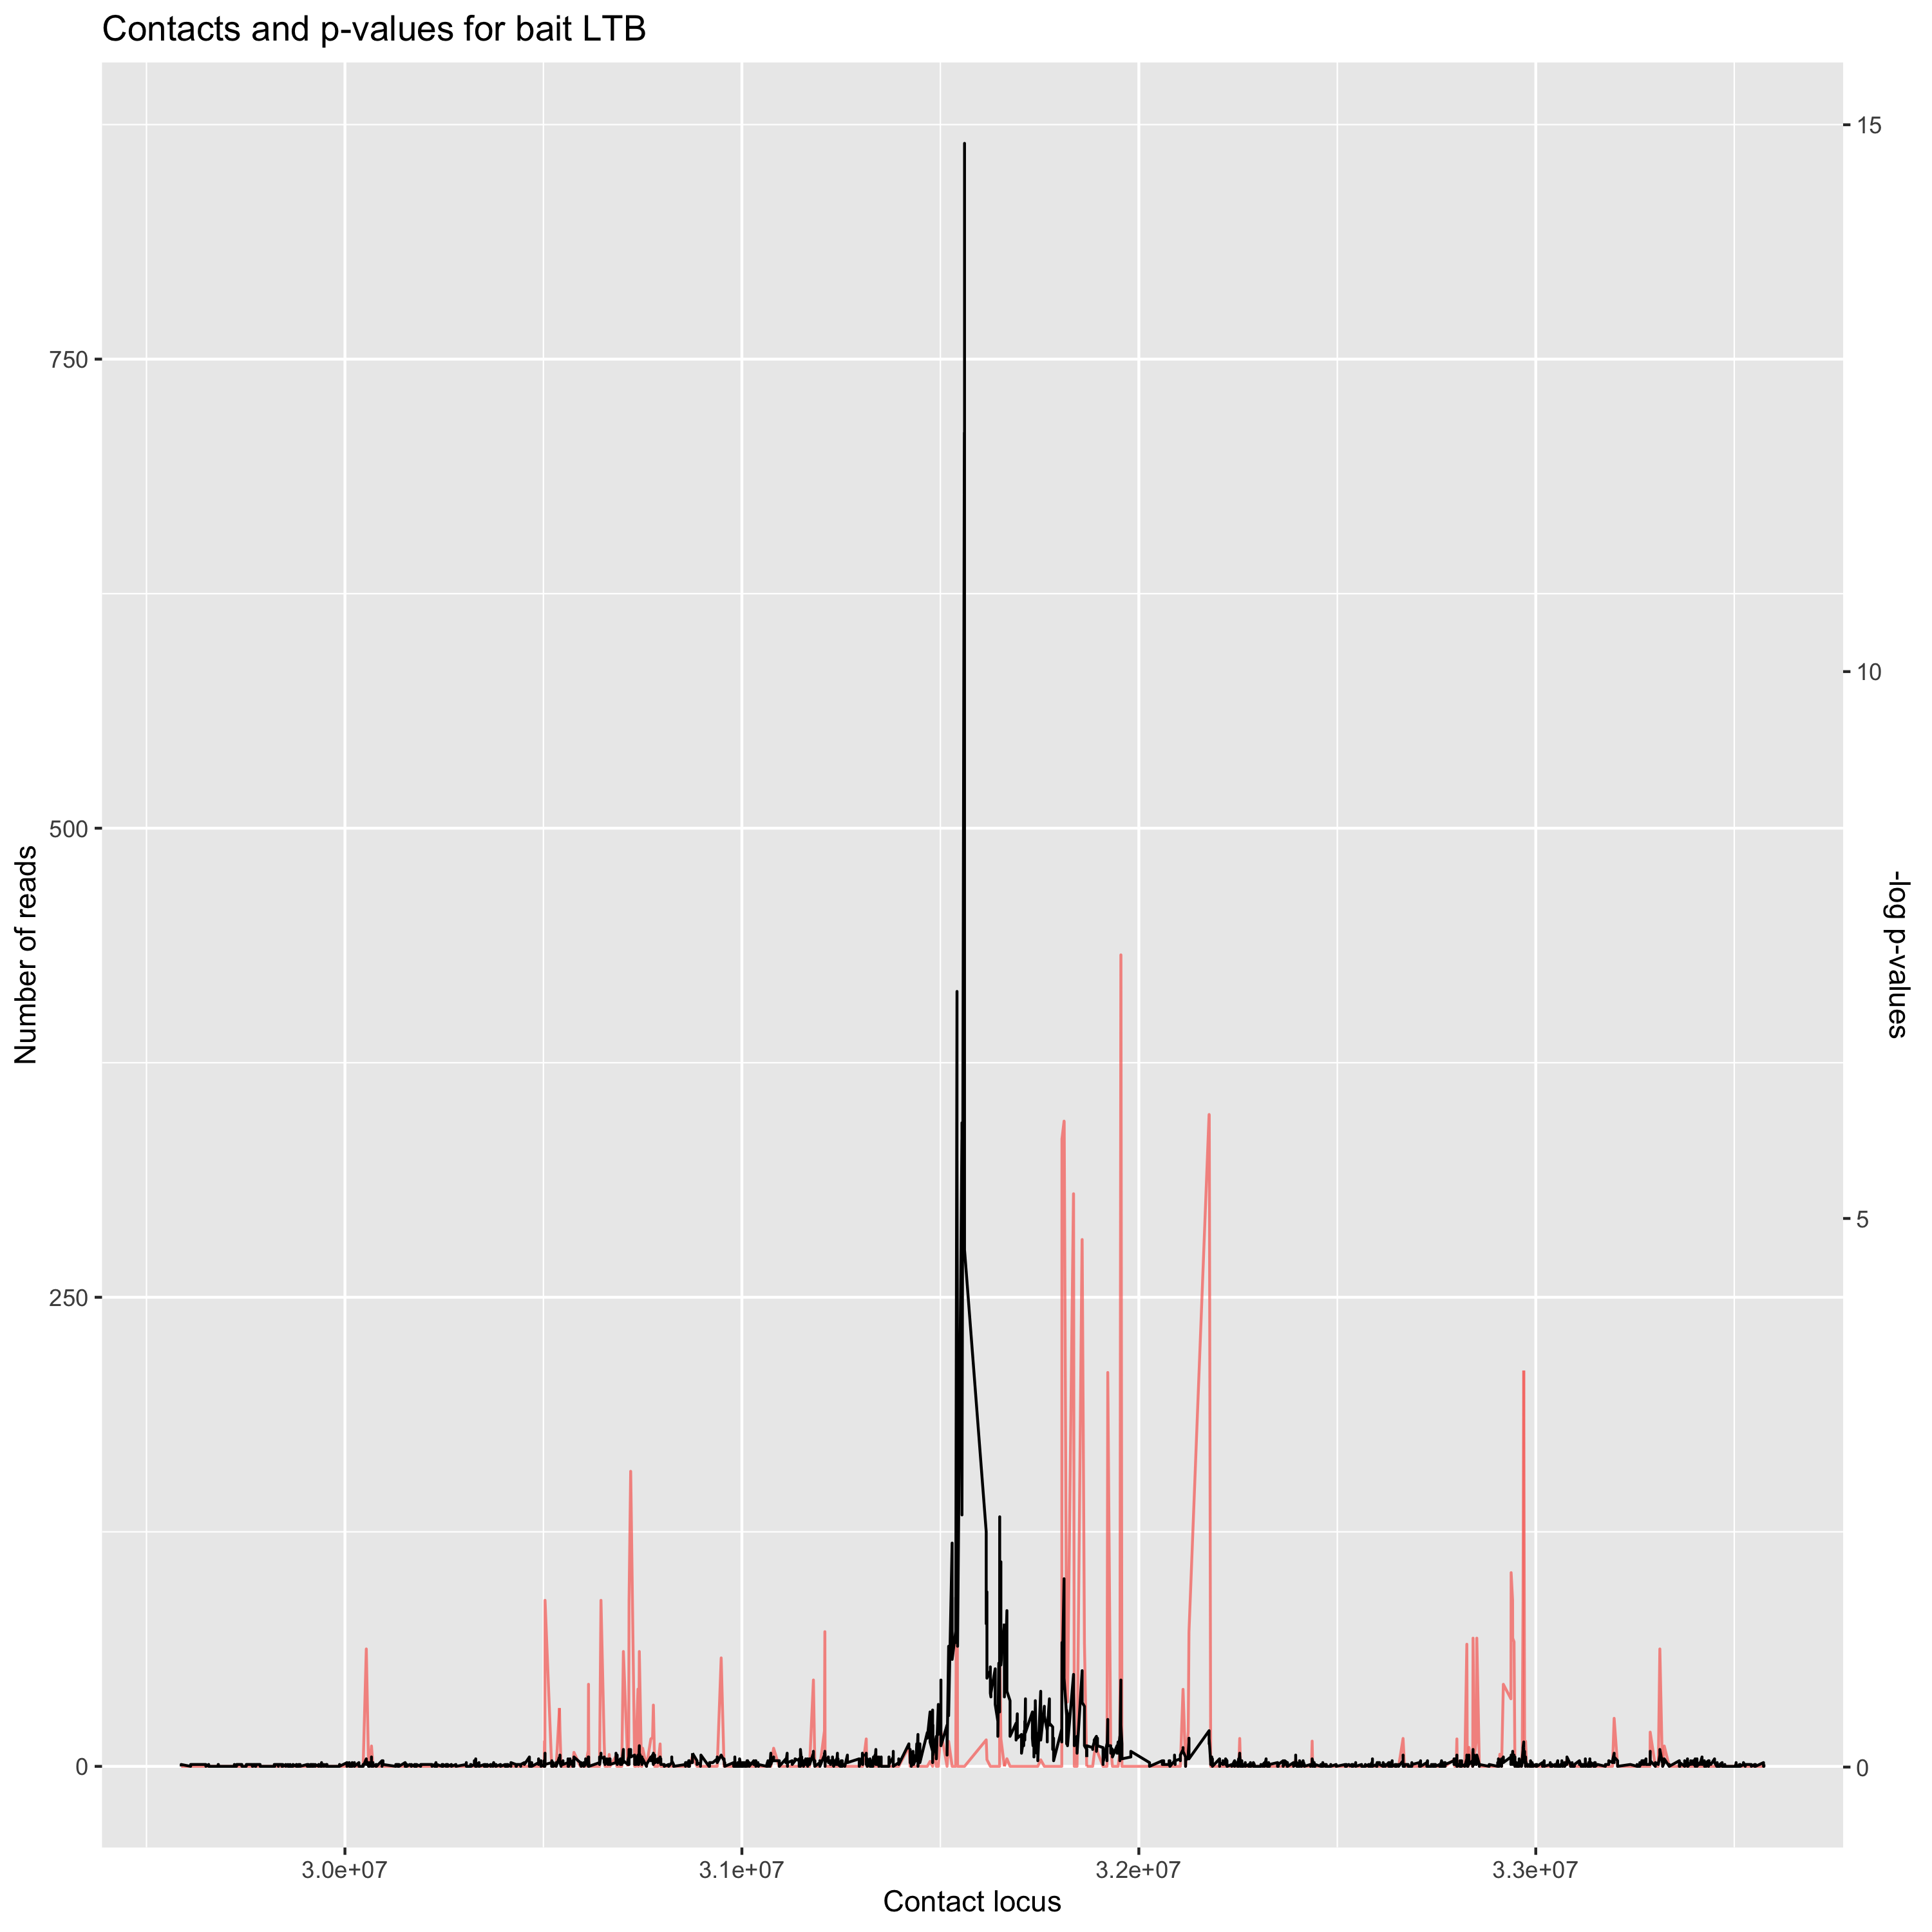 Contacts and p-values for bait LTB
Number of reads
750
500
250
0
15
10
5
0
-log p-values
3.0e+07
3.1e+07
3.2e+07
3.3e+07
Contact locus